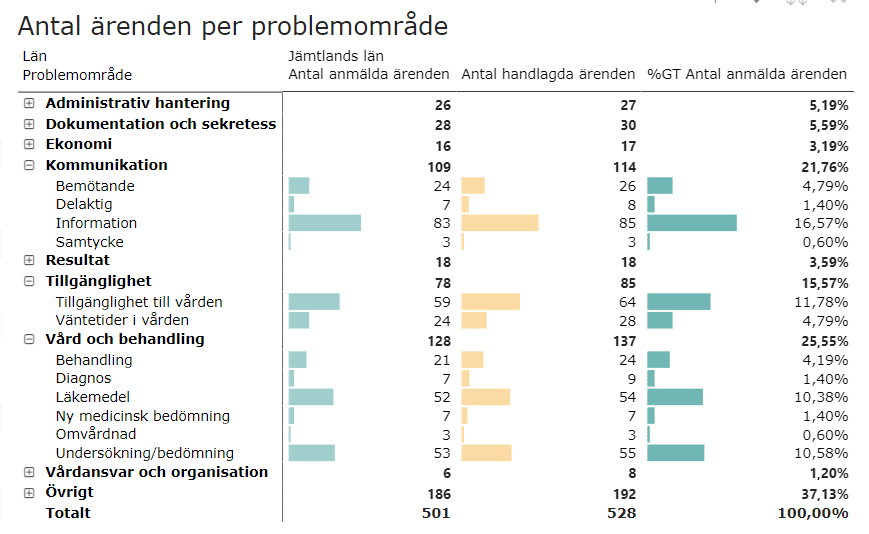 Antal ärenden per problemområde
Län Jämtlands län
Problemområde Antal anmälda ärenden Antal handlagda ärenden %GT Antal anmälda ärenden
Administrativ hantering 26 27 5,19%
Dokumentation och sekretess 28 30 5,59%
Ekonomi 16 17 3,19%
Kommunikation 109 114 21,76%
Bemötande 24 26 4,79%
Delaktig 7 8 1,40%
Information 83 85 16,57%
Samtycke 3 3 0,60%
Resultat 18 18 3,59%
Tillgänglighet 78 85 15,57%
Tillgänglighet till vården 59 64 11,78%
Väntetider i vården 24 28 4,79%
Vård och behandling 128 137 25,55%
Behandling 21 24 4,19%
Diagnos 7 9 1,40%
Läkemedel 52 54 10,38%
Ny medicinsk bedömning 7 7 1,40%
Omvårdnad 3 3 0,60%
Undersökning/bedömning 53 55 10,58%
Vårdansvar och organisation 6 8 1,20%
Övrigt 186 192 37,13%
Totalt 501 528 100,00%